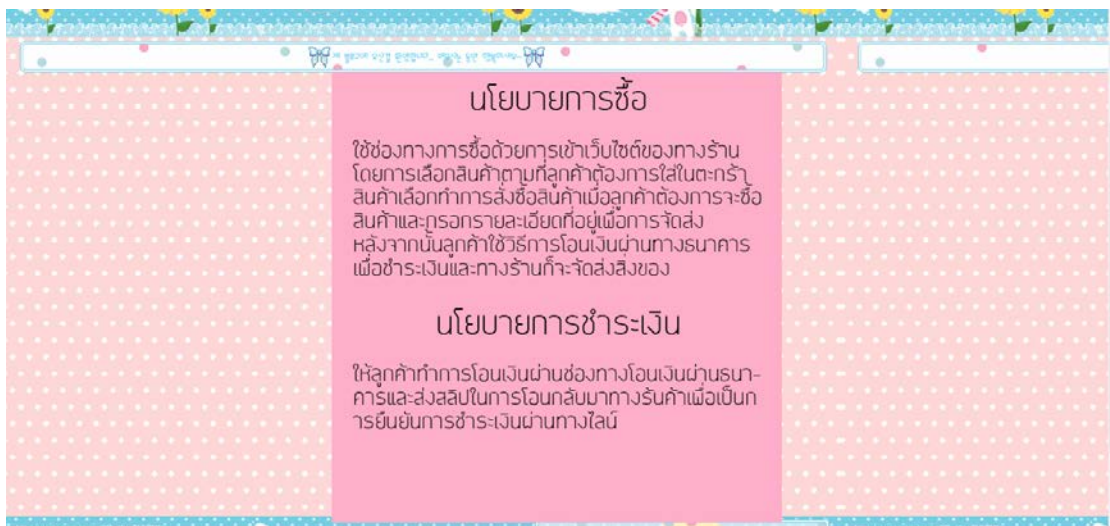 นโยบายการซื้อ
ใช้ช่องทางการซื้อด้วยการเข้าเว็บไซต์ของทางร้าน
โดยการเลือกสินค้าตามที่ลูกค้าต้องการใส่ในตะกร้า
สินค้าเลือกทำการสั่งซื้อสินค้าเมื่อลูกค้าต้องการจะซื้อ
สินค้าและกรอกรายละเอียดที่อยู่เพื่อการจัดส่ง
หลังจากนั้นลูกค้าใช้วิธีการโอนเงินผ่านทางธนาคาร
เพื่อชำระเงินและทางร้านก็จะจัดส่งสิ่งของ
นโยบายการชำระเงิน
ให้ลูกค้าทำการโอนเงินผ่านช่องทางโอนเงินผ่านธนา-
คารและส่งสลิปในการโอนกลับมาทางรันค้าเพื่อเป็นก
ารยืนยันการชำระเงินผ่านทางไลน์